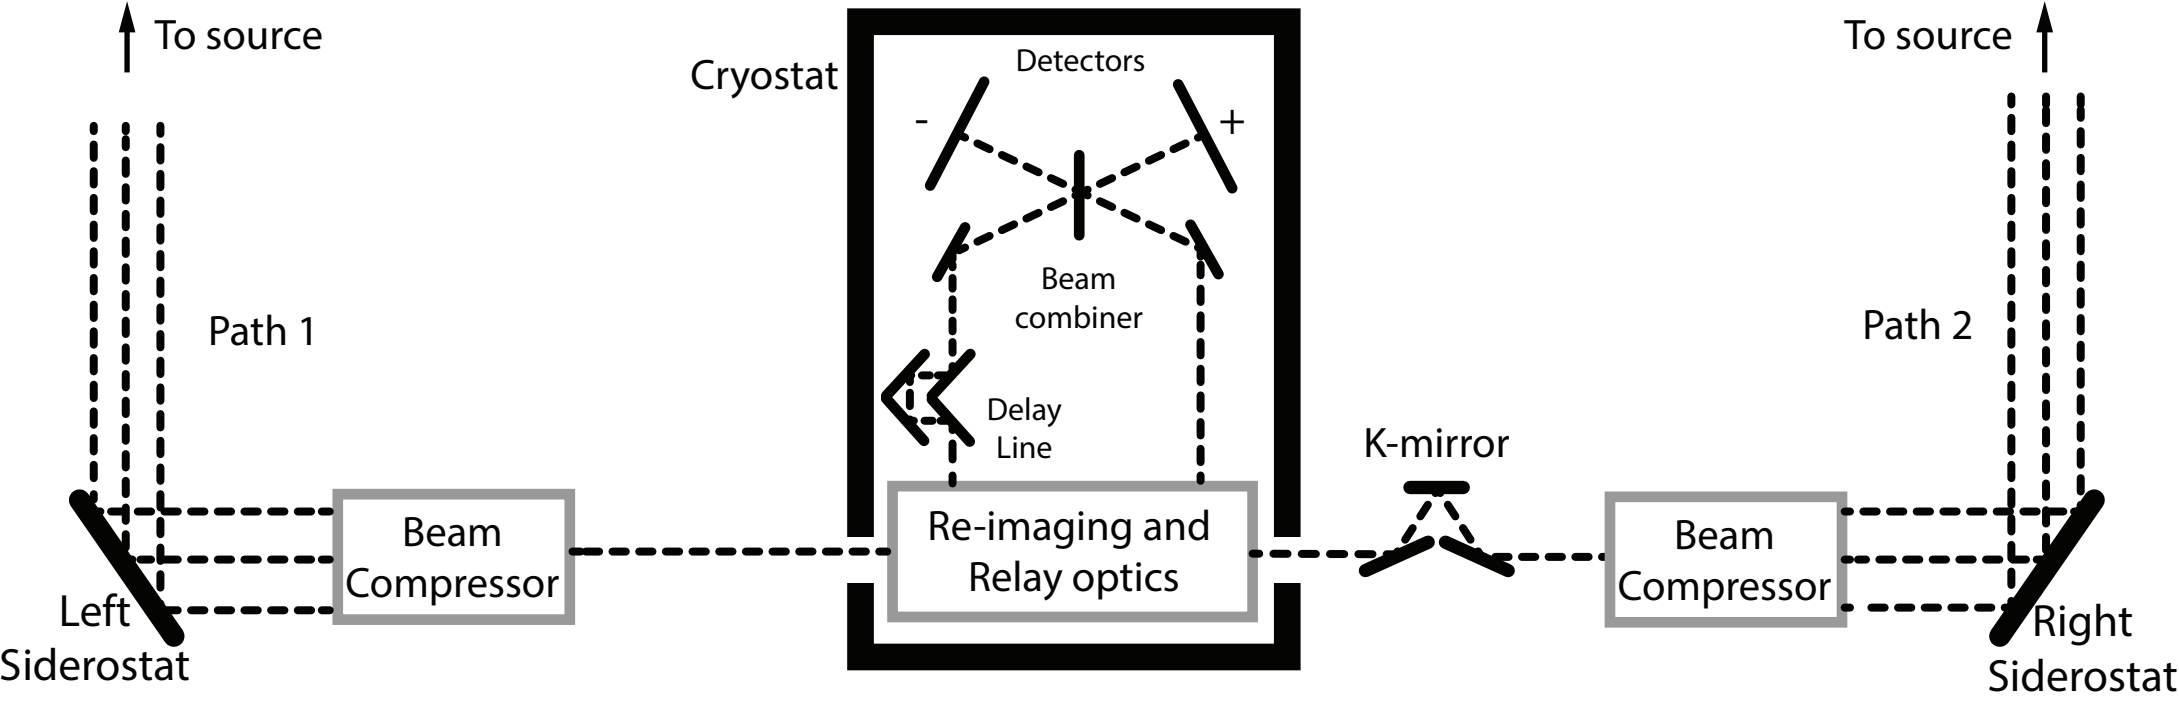 To source
Cryostat
Detectors
-
+
To source
Path 1
Beam
combiner
Path 2
Delay
Line
K-mirror
Beam
Compressor
Re-imaging and
Relay optics
Beam
Compressor
Left
Siderostat
Right
Siderostat